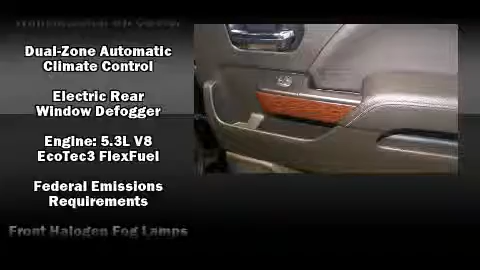 Dual-Zone Automatic
Climate Control
Electric Rear
Window Defogger
Engine: 5.3L V8
EcoTec3 FlexFuel
Federal Emissions
Requirements
Front Halogen Fog Lamps